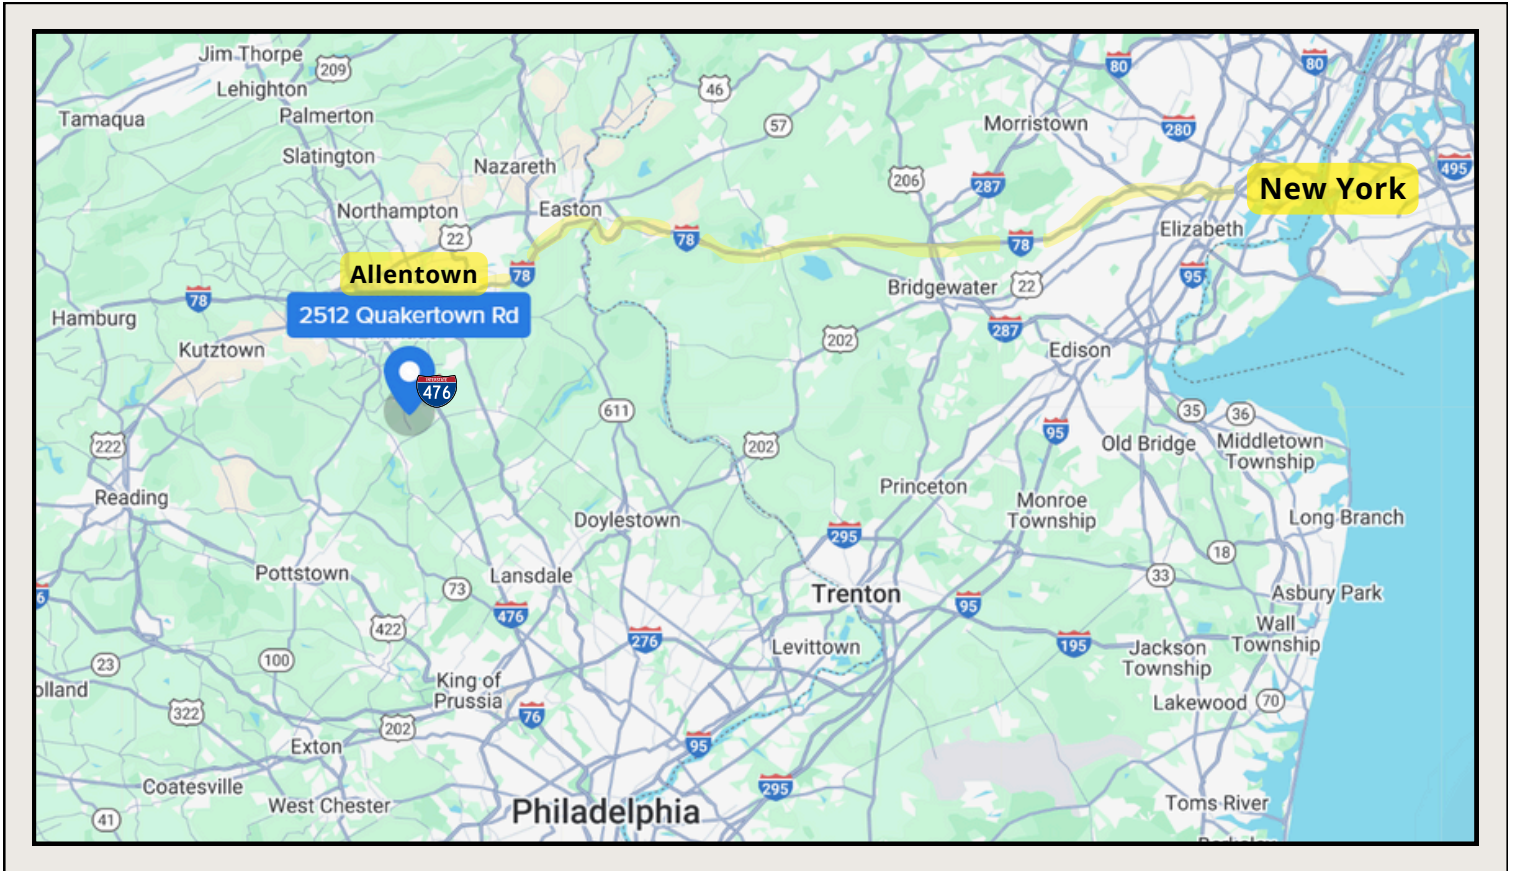 Jim Thorpe
209
Lehighton
46
80
80
Tamaqua
Palmerton
57
Morristown
280
Slatington
Nazareth
206
287
495
New York
Northampton
Easton
22
78
78
Elizabeth
Allentown
78
95
78
2512 Quakertown Rd
Bridgewater
22
Hamburg
202
287
Kutztown
Edison
INTERSTATE
476
611
35
36
222
202
95
Old Bridge
Middletown
Township
Reading
Princeton
Monroe
Township
Doylestown
Long Branch
295
18
Pottstown
73
Lansdale
33
6
Trenton
95
Asbury Park
476
422
276
195
Wall
Township
Levittown
Jackson
Township
23
100
olland
King of
Prussia
Lakewood
70
322
202
76
Exton
95
Coatesville
295
West Chester
Philadelphia
Toms River
41